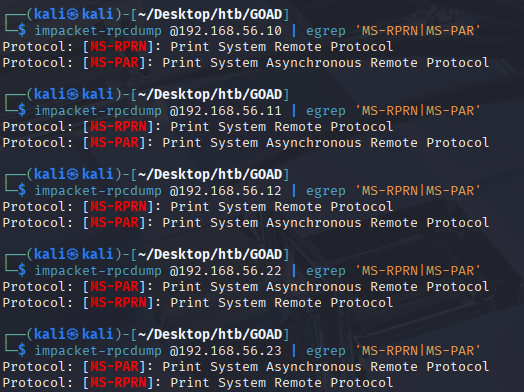 ┌──(kali㉿kali)-[~/Desktop/htb/GOAD]
└─$ impacket-rpcdump @192.168.56.10 | egrep 'MS-RPRN|MS-PAR'
Protocol: [MS-RPRN]: Print System Remote Protocol
Protocol: [MS-PAR]: Print System Asynchronous Remote Protocol
┌──(kali㉿kali)-[~/Desktop/htb/GOAD]
└─$ impacket-rpcdump @192.168.56.11 | egrep 'MS-RPRN|MS-PAR'
Protocol: [MS-RPRN]: Print System Remote Protocol
Protocol: [MS-PAR]: Print System Asynchronous Remote Protocol
┌──(kali㉿kali)-[~/Desktop/htb/GOAD]
└─$ impacket-rpcdump @192.168.56.12 | egrep 'MS-RPRN|MS-PAR'
Protocol: [MS-RPRN]: Print System Remote Protocol
Protocol: [MS-PAR]: Print System Asynchronous Remote Protocol
┌──(kali㉿kali)-[~/Desktop/htb/GOAD]
└─$ impacket-rpcdump @192.168.56.22 | egrep 'MS-RPRN|MS-PAR'
Protocol: [MS-PAR]: Print System Asynchronous Remote Protocol
Protocol: [MS-RPRN]: Print System Remote Protocol
┌──(kali㉿kali)-[~/Desktop/htb/GOAD]
└─$ impacket-rpcdump @192.168.56.23 | egrep 'MS-RPRN|MS-PAR'
Protocol: [MS-PAR]: Print System Asynchronous Remote Protocol
Protocol: [MS-RPRN]: Print System Remote Protocol